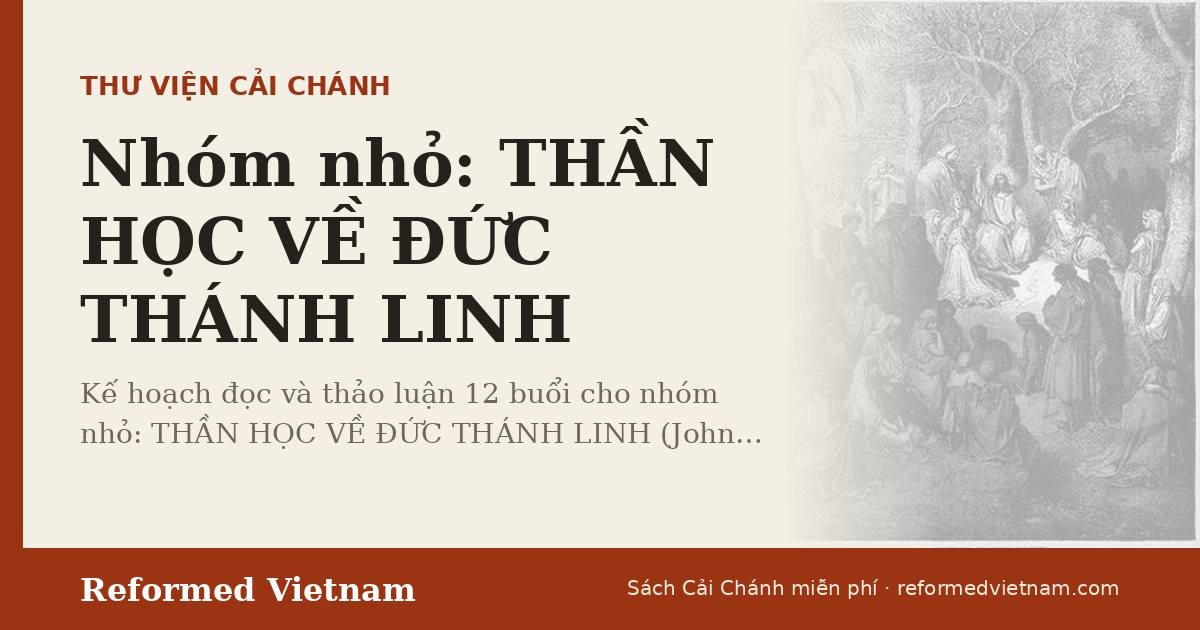 THƯ VIỆN CẢI CHÁNH
Nhóm nhỏ: THẦN
HỌC VỀ ĐỨC
THÁNH LINH
Kế hoạch đọc và thảo luận 12 buổi cho nhóm
nhỏ: THẦN HỌC VỀ ĐỨC THÁNH LINH (John…
Reformed Vietnam
Sách Cải Chánh miễn phí · reformedvietnam.com